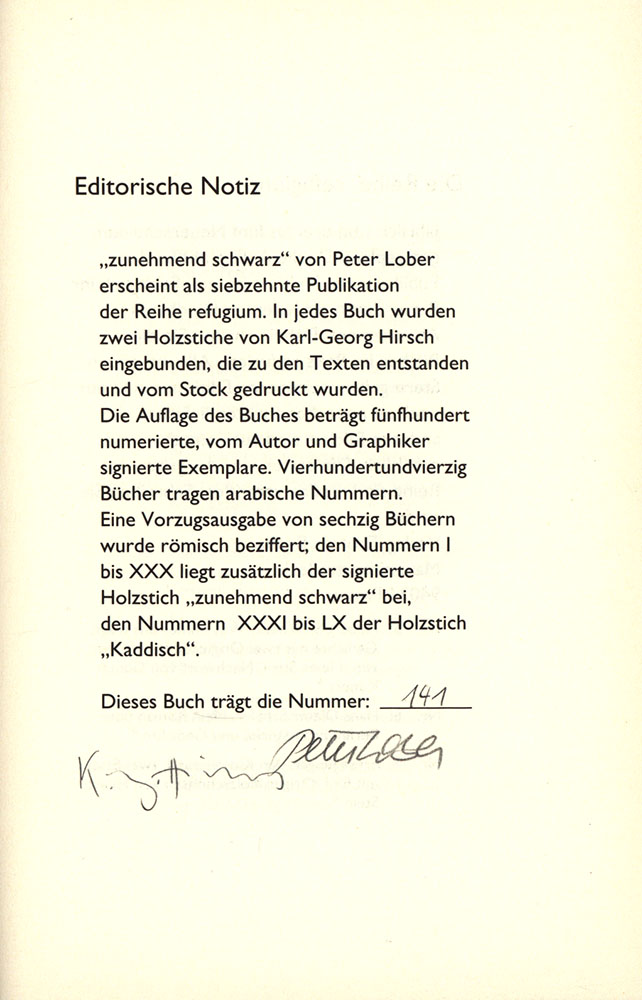 Editorische Notiz
„zunehmend schwarz“ von Peter Lober
erscheint als siebzehnte Publikation
der Reihe refugium. In jedes Buch wurden
zwei Holzstiche von Karl-Georg Hirsch
eingebunden, die zu den Texten entstanden
und vom Stock gedruckt wurden.
Die Auflage des Buches beträgt fünfhundert
numerierte, vom Autor und Graphiker
signierte Exemplare. Vierhundertundvierzig
Bücher tragen arabische Nummern.
Eine Vorzugsausgabe von sechzig Büchern
wurde römisch beziffert; den Nummern I
bis XXX liegt zusätzlich der signierte
Holzstich „zunehmend schwarz“ bei,
den Nummern XXXI bis LX der Holzstich
„Kaddisch“.
Dieses Buch trägt die Nummer: 141
Peter Lober